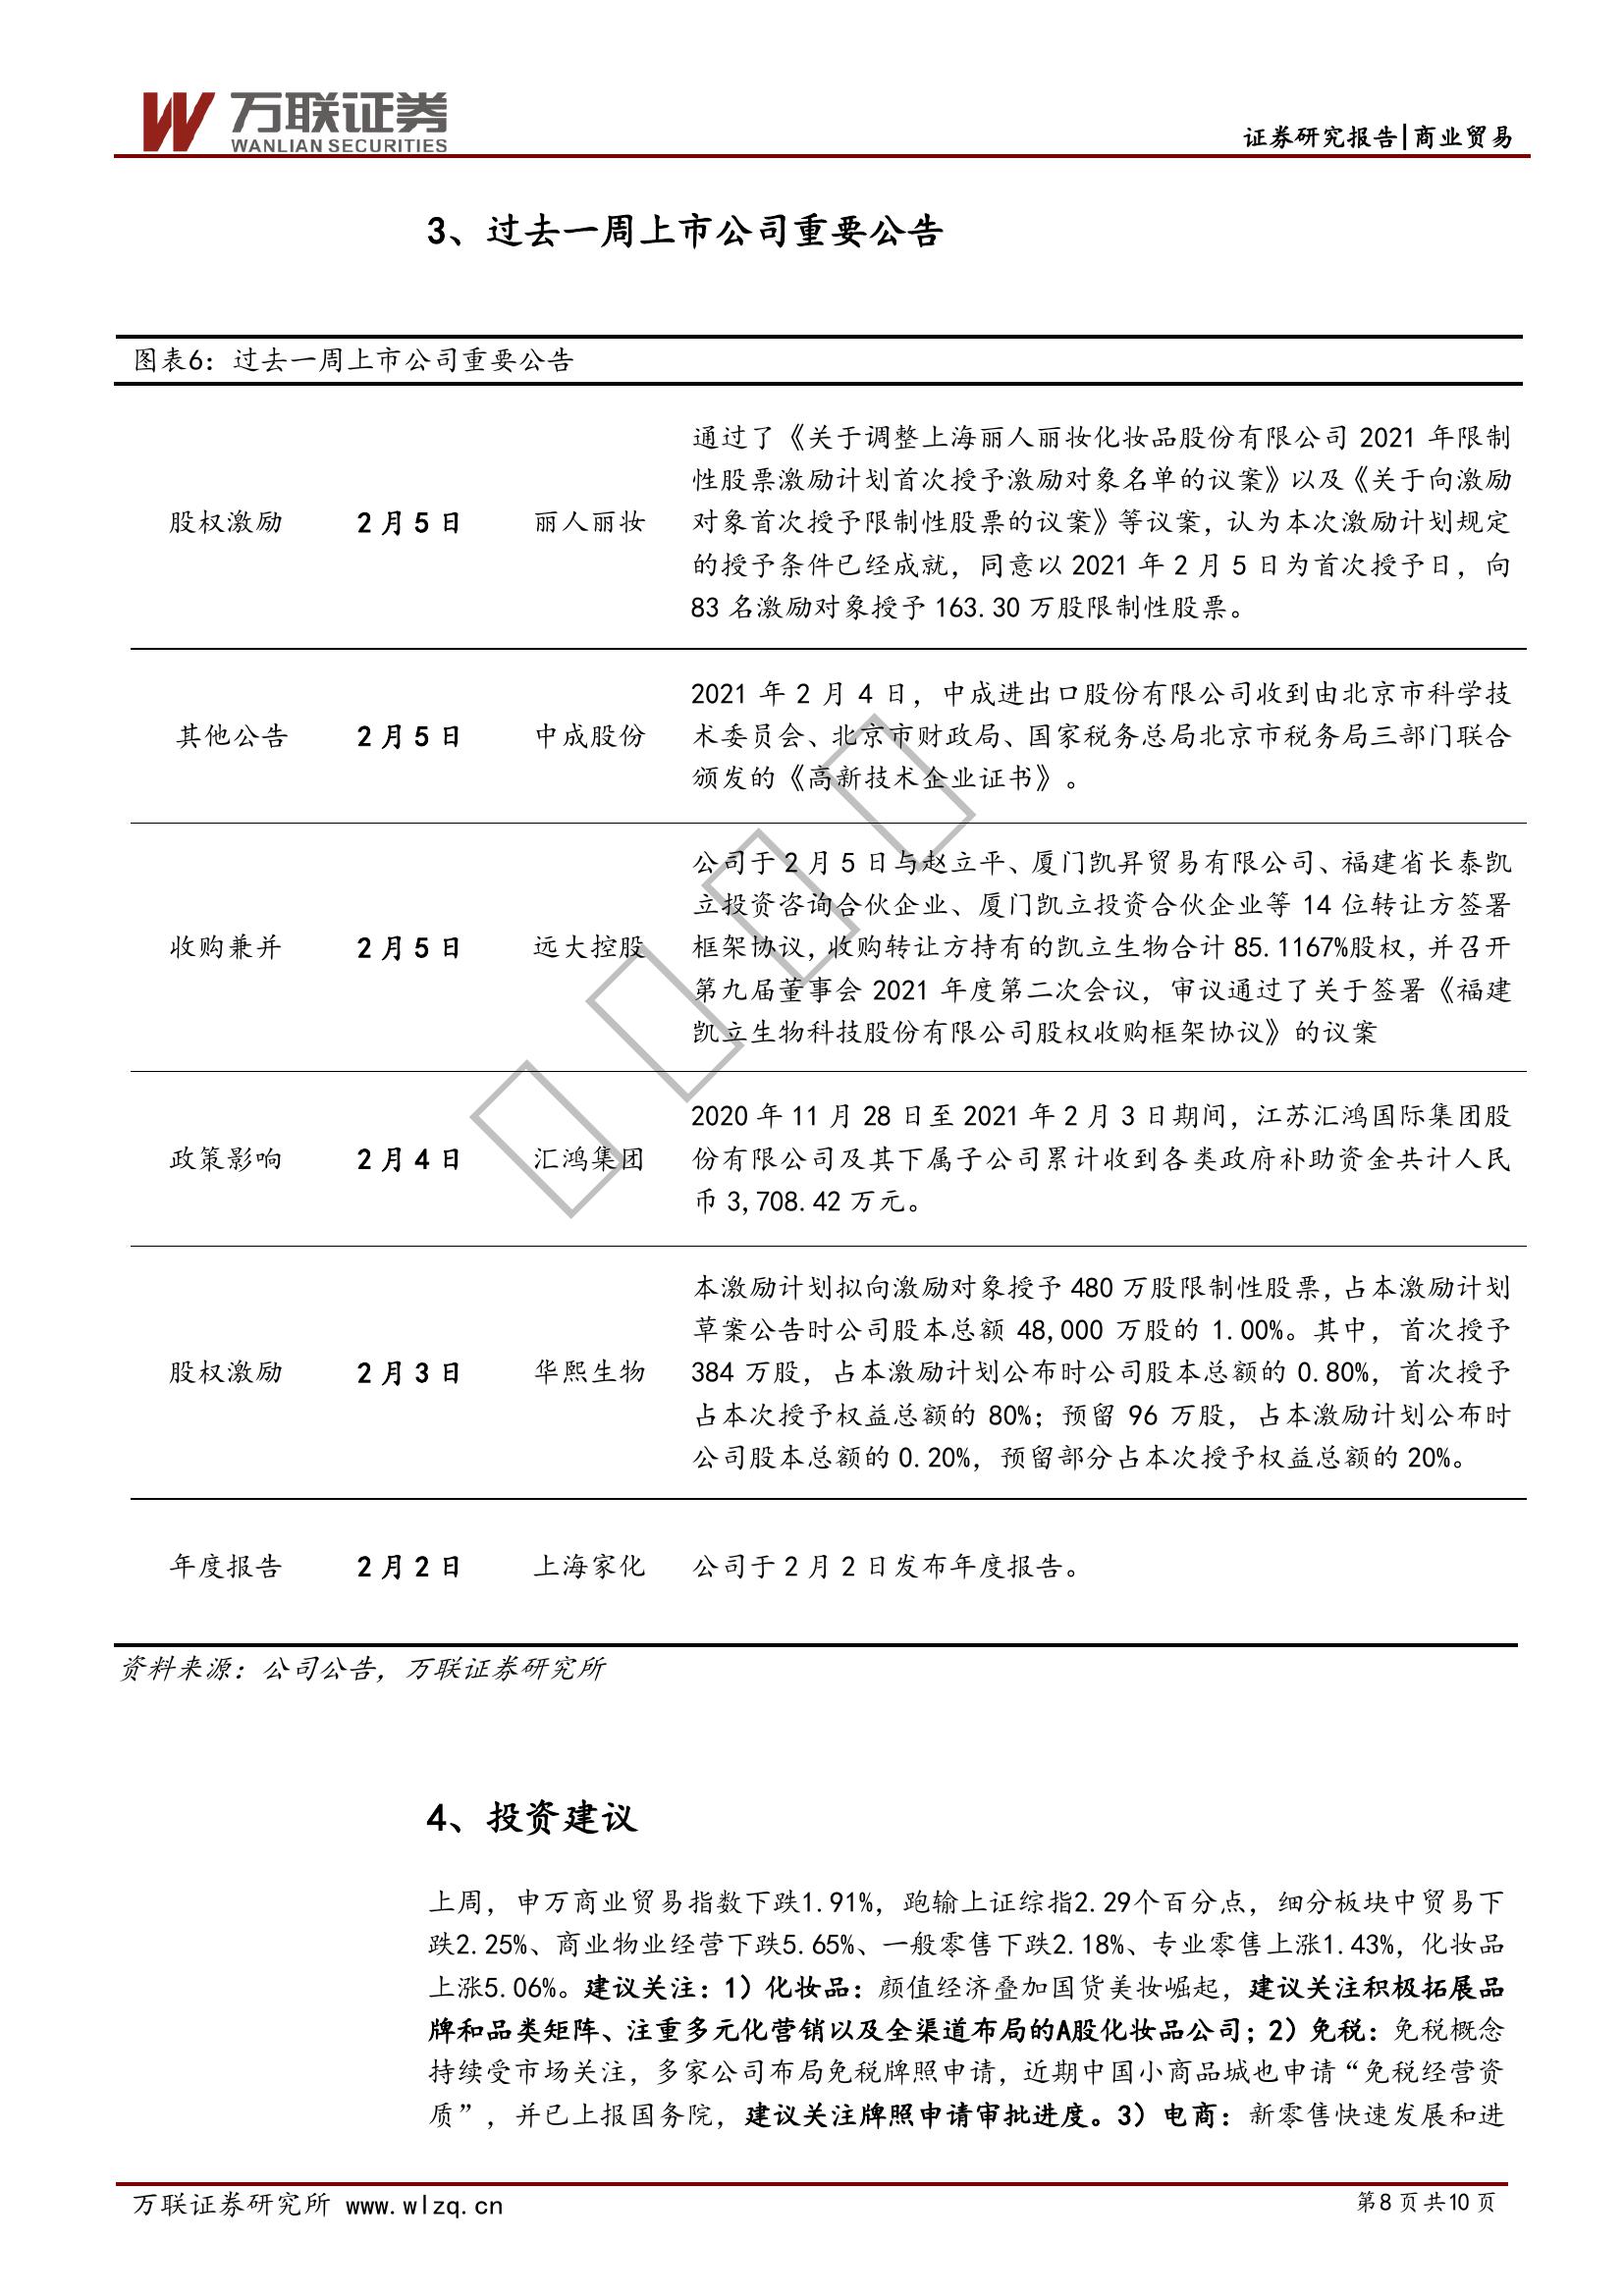 万联证券
WANLIAN SECURITIES
证券研究报告|商业贸易
3、过去一周上市公司重要公告
图表6：过去一周上市公司重要公告
股权激励 2月5日 丽人丽妆
通过了《关于调整上海丽人丽妆化妆品股份有限公司 2021 年限制
性股票激励计划首次授予激励对象名单的议案》以及《关于向激励
对象首次授予限制性股票的议案》等议案，认为本次激励计划规定
的授予条件已经成就，同意以 2021 年 2 月 5 日为首次授予日，向
83 名激励对象授予 163.30 万股限制性股票。
其他公告 2月5日 中成股份
2021 年 2 月 4 日，中成进出口股份有限公司收到由北京市科学技
术委员会、北京市财政局、国家税务总局北京市税务局三部门联合
颁发的《高新技术企业证书》。
收购兼并 2月5日 远大控股
公司于 2 月 5 日与赵立平、厦门凯昇贸易有限公司、福建省长泰凯
立投资咨询合伙企业、厦门凯立投资合伙企业等 14 位转让方签署
框架协议，收购转让方持有的凯立生物合计 85.1167%股权，并召开
第九届董事会 2021 年度第二次会议，审议通过了关于签署《福建
凯立生物科技股份有限公司股权收购框架协议》的议案
政策影响 2月4日 汇鸿集团
2020 年 11 月 28 日至 2021 年 2 月 3 日期间，江苏汇鸿国际集团股
份有限公司及其下属子公司累计收到各类政府补助资金共计人民
币 3,708.42 万元。
股权激励 2月3日 华熙生物
本激励计划拟向激励对象授予 480 万股限制性股票，占本激励计划
草案公告时公司股本总额 48,000 万股的 1.00%。其中，首次授予
384 万股，占本激励计划公布时公司股本总额的 0.80%，首次授予
占本次授予权益总额的 80%；预留 96 万股，占本激励计划公布时
公司股本总额的 0.20%，预留部分占本次授予权益总额的 20%。
年度报告 2月2日 上海家化 公司于 2 月 2 日发布年度报告。
资料来源：公司公告，万联证券研究所
4、投资建议
上周，申万商业贸易指数下跌1.91%，跑输上证综指2.29个百分点，细分板块中贸易下
跌2.25%、商业物业经营下跌5.65%、一般零售下跌2.18%、专业零售上涨1.43%，化妆品
上涨5.06%。建议关注：1）化妆品：颜值经济叠加国货美妆崛起，建议关注积极拓展品
牌和品类矩阵、注重多元化营销以及全渠道布局的A股化妆品公司；2）免税：免税概念
持续受市场关注，多家公司布局免税牌照申请，近期中国小商品城也申请“免税经营资
质”，并已上报国务院，建议关注牌照申请审批进度。3）电商：新零售快速发展和进
万联证券研究所 www.wlzq.cn
第8页共10页